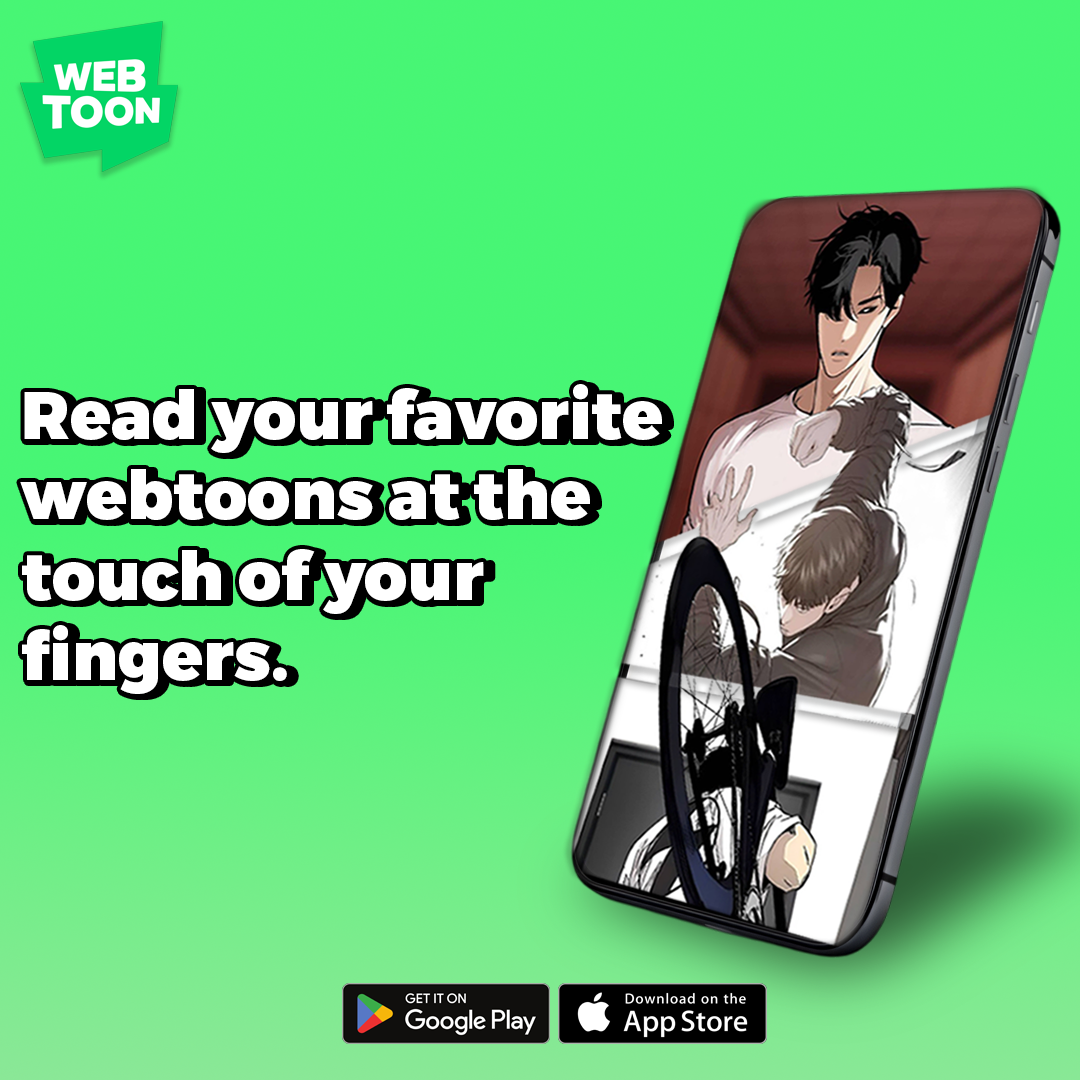 WEB
TOON
Read your favorite
webtoons at the
touch of your
fingers.
GET IT ON
Google Play
Download on the
App Store